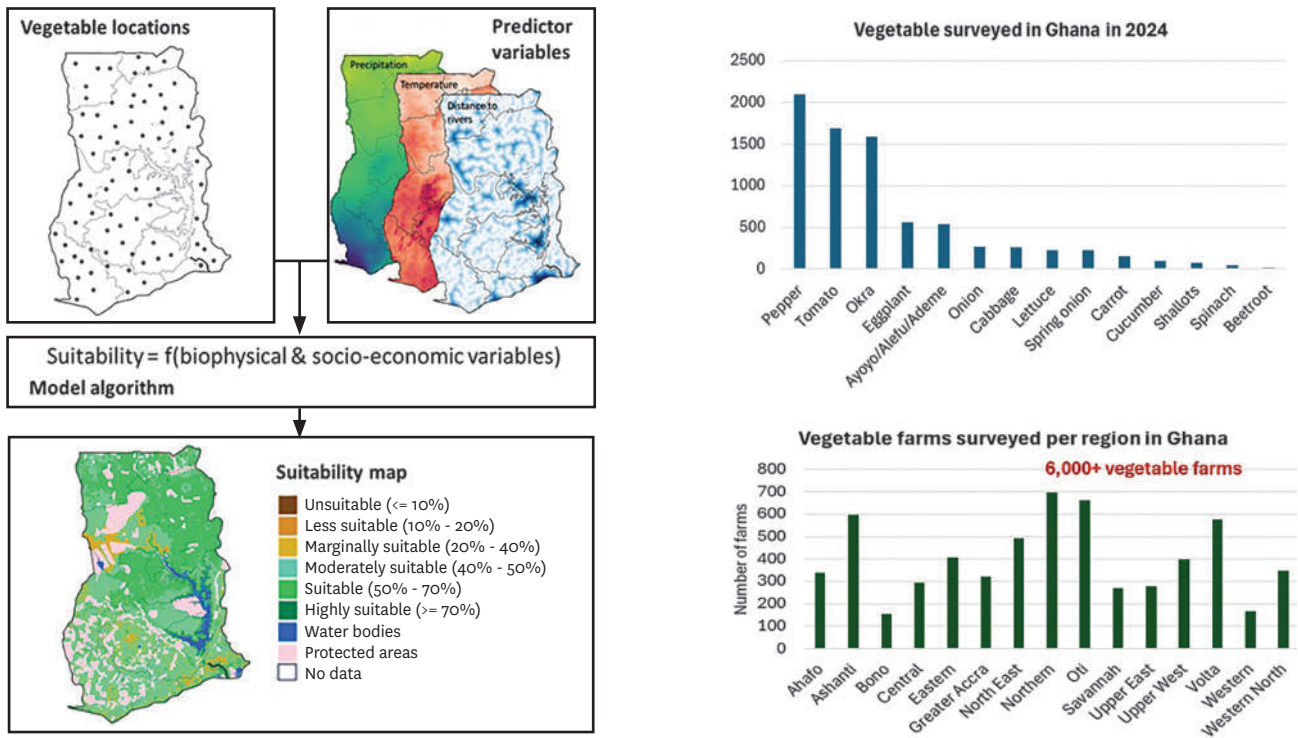 Vegetable locations
Predictor
variables
Precipitation
Temperature
Distance to
rivers
Suitability = f(biophysical & socio-economic variables)
Model algorithm
Suitability map
Unsuitable (<= 10%)
Less suitable (10% - 20%)
Marginally suitable (20% - 40%)
Moderately suitable (40% - 50%)
Suitable (50% - 70%)
Highly suitable (>= 70%)
Water bodies
Protected areas
No data
Vegetable surveyed in Ghana in 2024
2500
2000
1500
1000
500
0
Pepper
Tomato
Okra
Eggplant
Ayoyo/Alefu/Ademe
Onion
Cabbage
Lettuce
Spring onion
Carrot
Cucumber
Shallots
Spinach
Beetroot
Vegetable farms surveyed per region in Ghana
6,000+ vegetable farms
Number of farms
800
700
600
500
400
300
200
100
0
Ahafo
Ashanti
Bono
Central
Eastern
Greater Accra
North East
Northern
Oti
Savannah
Upper East
Upper West
Volta
Western
Western North